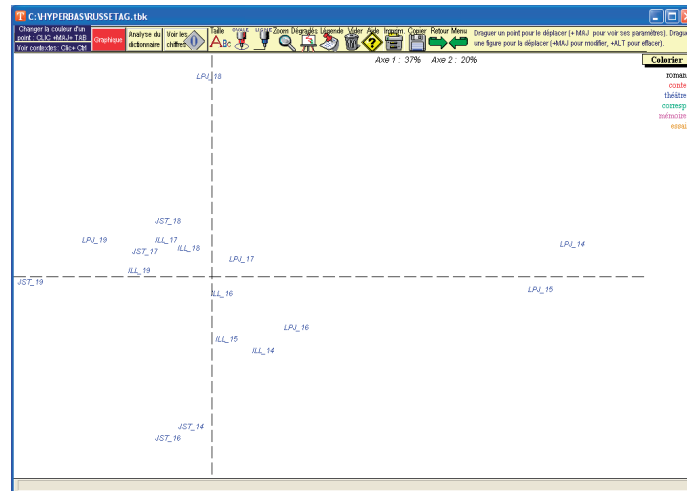 C:\HYPERBAS\RUSSETAG.tbk
Changer la couleur d'un
point : CLIC +MAJ+ TAB
Voir contextes: Clic+ Ctrl
Graphique
Analyse du
dictionnaire
Voir les
chiffres
Taille
A.Bc
Zoom
Dégradés
Légende
Vider
Aide
Imprim.
Copier
Retour
Menu
Draguer un point pour le déplacer (+ MAJ pour voir ses paramètres). Drague
une figure pour la déplacer (+MAJ pour modifier, +ALT pour effacer).
Axe 1 : 37% Axe 2 : 20%
Colorier
roman
conte
théâtre
corresp
mémoire
essai
LPJ_18
JST_18
LPJ_19
ILL_17
LPJ_14
JST_17
ILL_18
LPJ_17
ILL_19
JST_19
LPJ_15
ILL_16
LPJ_16
ILL_15
ILL_14
JST_14
JST_16